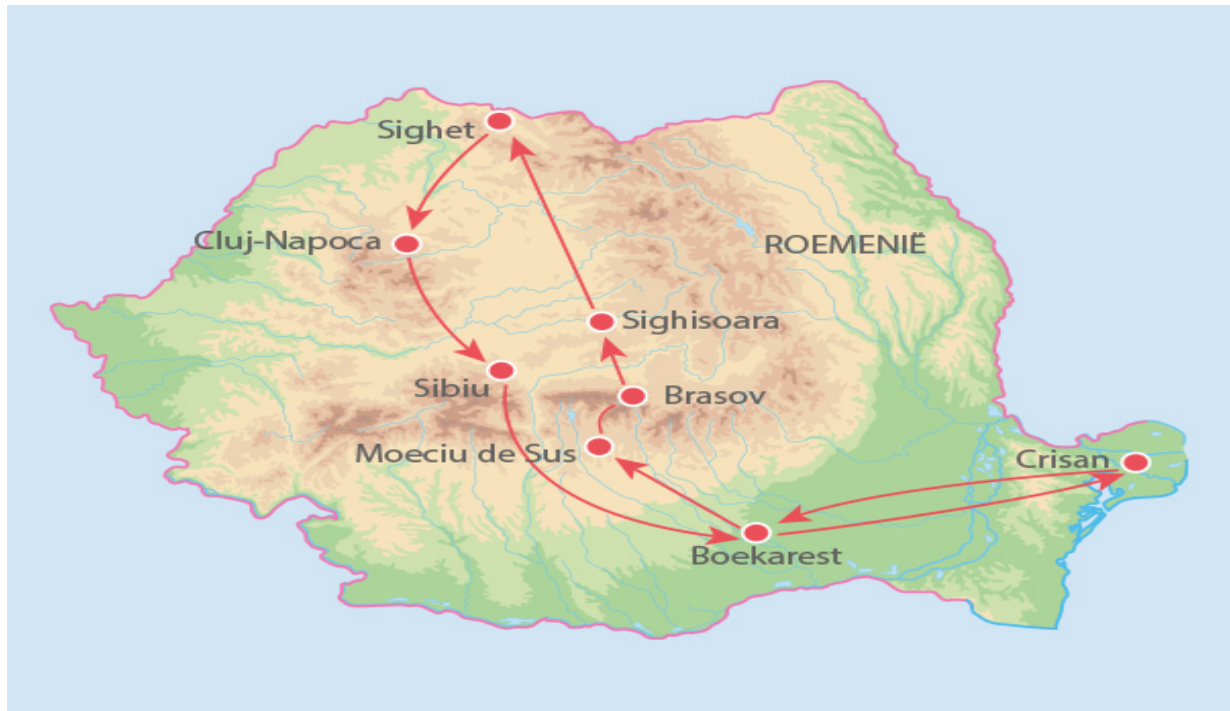 Sighet
Cluj-Napoca
ROEMENIË
Sighisoara
Sibiu
Brasov
Moeciu de Sus
Crisan
Boekarest